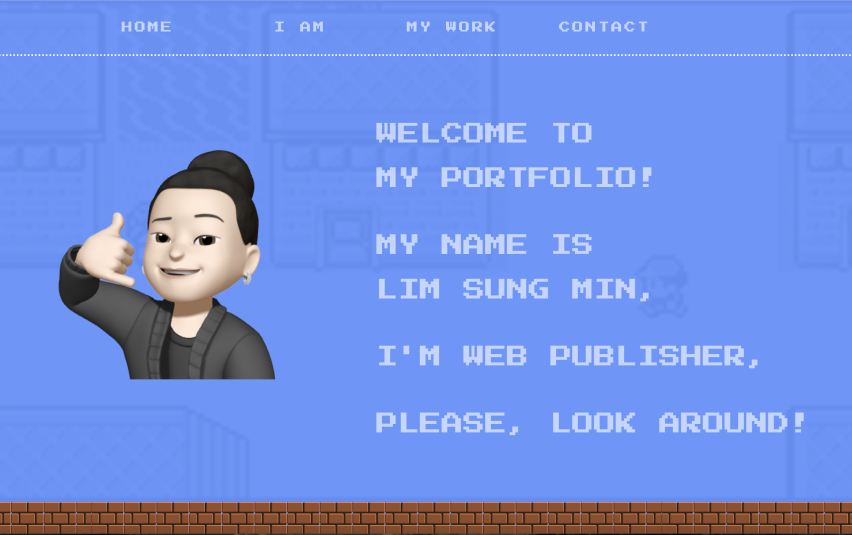 HOME
I AM
MY WORK
CONTACT
WELCOME TO
MY PORTFOLIO!
MY NAME IS
LIM SUNG MIN,
I'M WEB PUBLISHER,
PLEASE, LOOK AROUND!